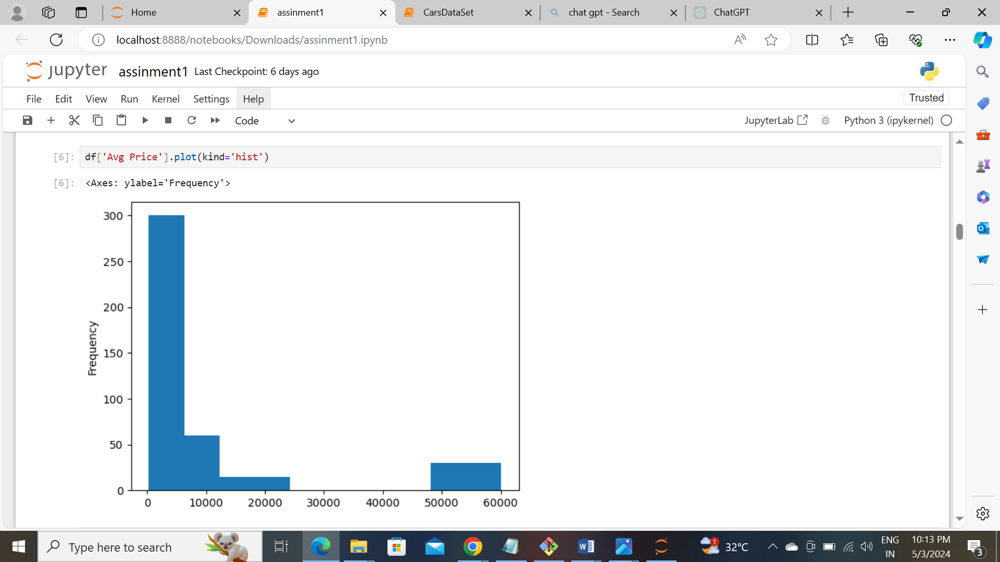 Home
assinment1
CarsDataSet
chat gpt - Search
ChatGPT
localhost:8888/notebooks/Downloads/assinment1.ipynb
jupyter assinment1 Last Checkpoint: 6 days ago
File Edit View Run Kernel Settings Help
Trusted
Code
JupyterLab
Python 3 (ipykernel)
[6]: df['Avg Price'].plot(kind='hist')
[6]: <Axes: ylabel='Frequency'>
300
250
200
150
100
50
0
Frequency
0 10000 20000 30000 40000 50000 60000
Type here to search
1
32°C
ENG
IN
10:13 PM
5/3/2024
3